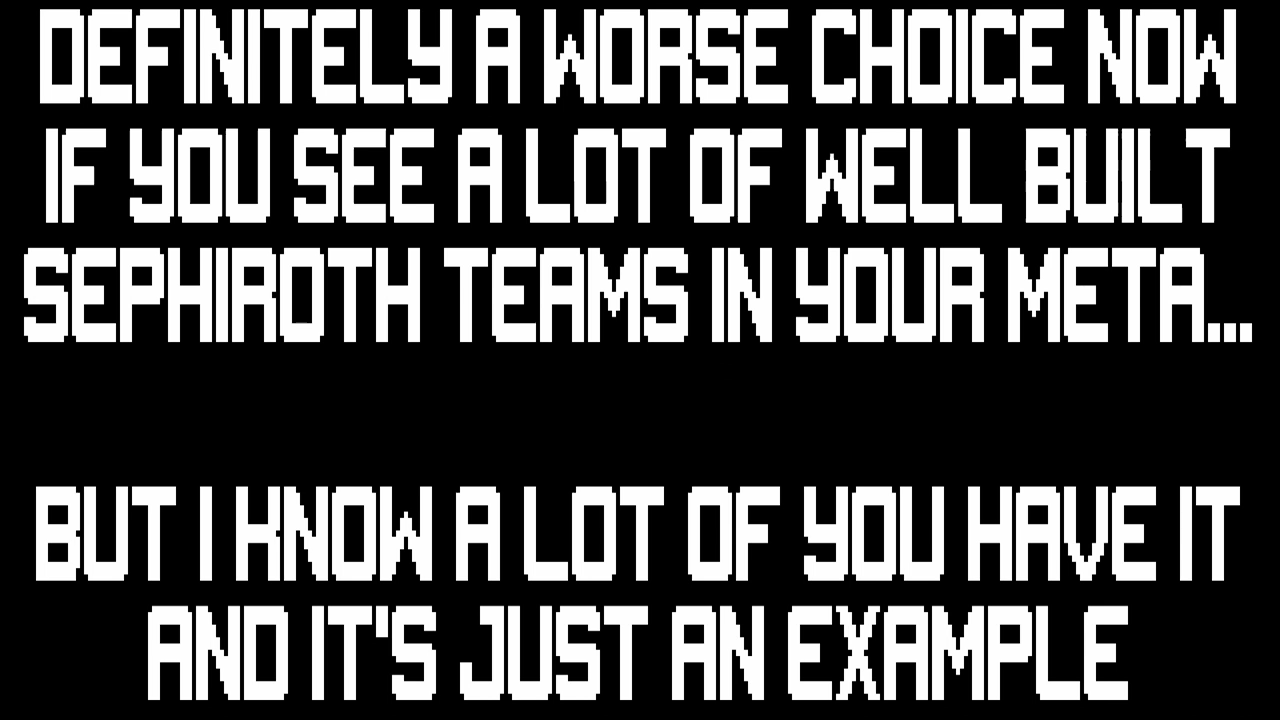 DEFINITELY A WORSE CHOICE NOW
IF YOU SEE A LOT OF WELL BUILT
SEPHIROTH TEAMS IN YOUR META...
BUT I KNOW A LOT OF YOU HAVE IT
AND IT'S JUST AN EXAMPLE